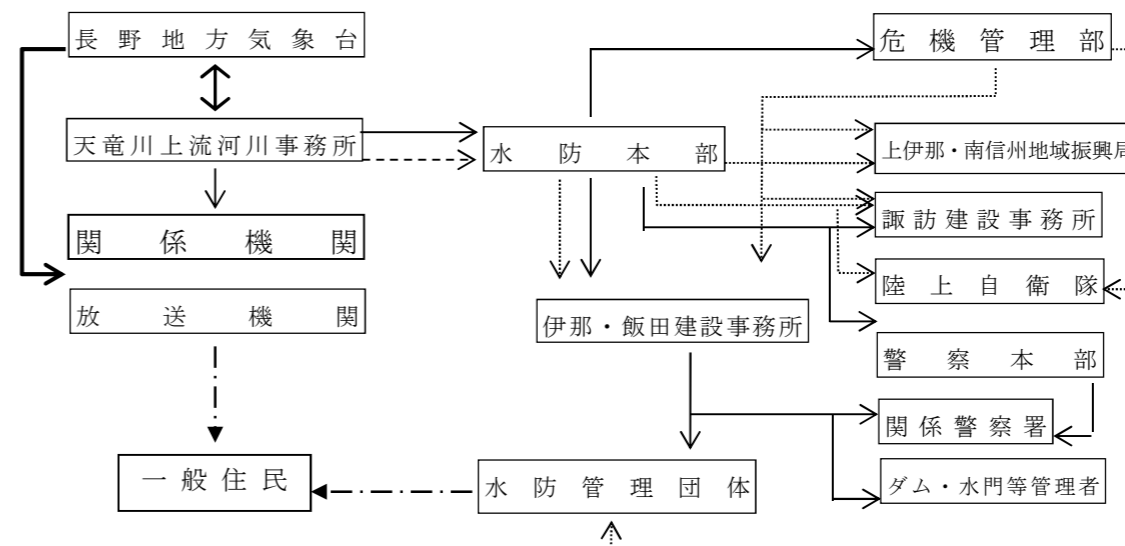 長野地方気象台
天竜川上流河川事務所
関係機関
放送機関
一般住民
水防本部
伊那・飯田建設事務所
水防管理団体
危機管理部
上伊那・南信州地域振興局
諏訪建設事務所
陸上自衛隊
警察本部
関係警察署
ダム・水門等管理者